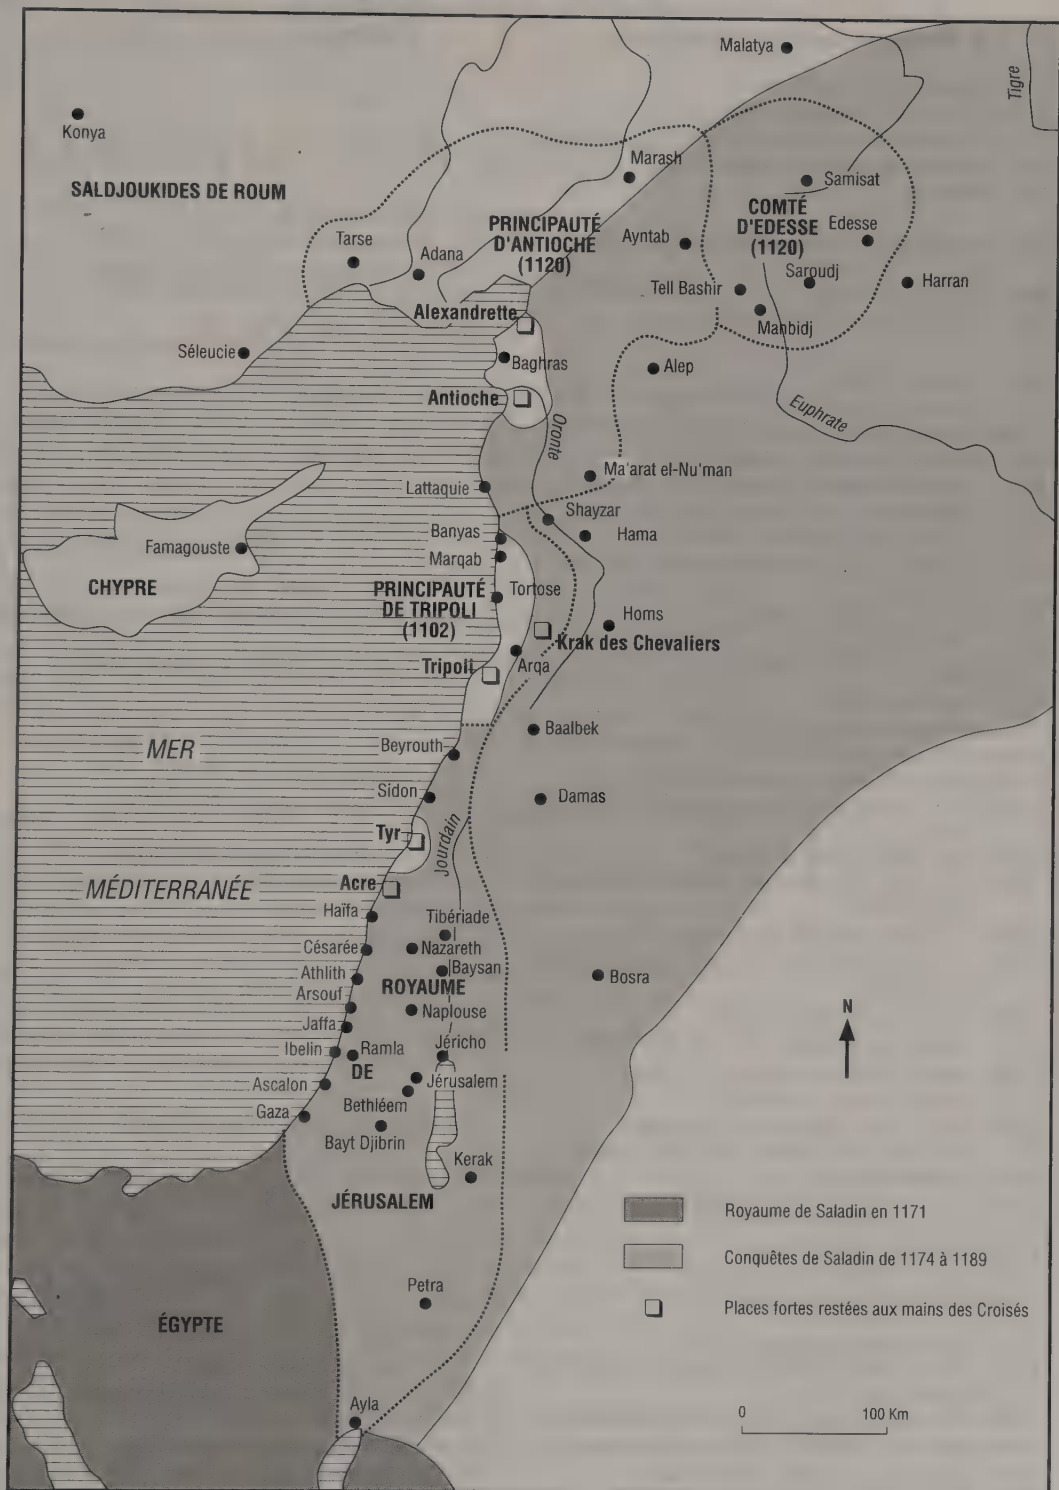 Malatya
Tigre
Konya
SALDJOUKIDES DE ROUM
Marash
Samisat
PRINCIPAUTÉ
D'ANTIOCHE
(1120)
COMTÉ
D'EDESSE
(1120)
Edesse
Tarse
Adana
Ayntab
Saroudj
Harran
Tell Bashir
Manbidj
Alexandrette
Séleucie
Baghras
Alep
Antioche
Euphrate
Oronte
Ma'arat el-Nu'man
Lattaquie
Shayzar
Banyas
Hama
Famagouste
Marqab
CHYPRE
PRINCIPAUTÉ
DE TRIPOLI
(1102)
Tortose
Homs
Krak des Chevaliers
Tripoli
Arqa
Baalbek
MER
Beyrouth
Sidon
Damas
Tyr
Jourdain
MÉDITERRANÉE
Acre
Haïfa
Tibériade
Césarée
Nazareth
Athlith
Baysan
Bosra
Arsouf
ROYAUME
Naplouse
N
Jaffa
Jéricho
Ibelin
Ramla
DE
Ascalon
Jérusalem
Bethléem
Gaza
Bayt Djibrin
Kerak
JÉRUSALEM
Royaume de Saladin en 1171
Conquêtes de Saladin de 1174 à 1189
Petra
Places fortes restées aux mains des Croisés
ÉGYPTE
Ayla
0 100 Km